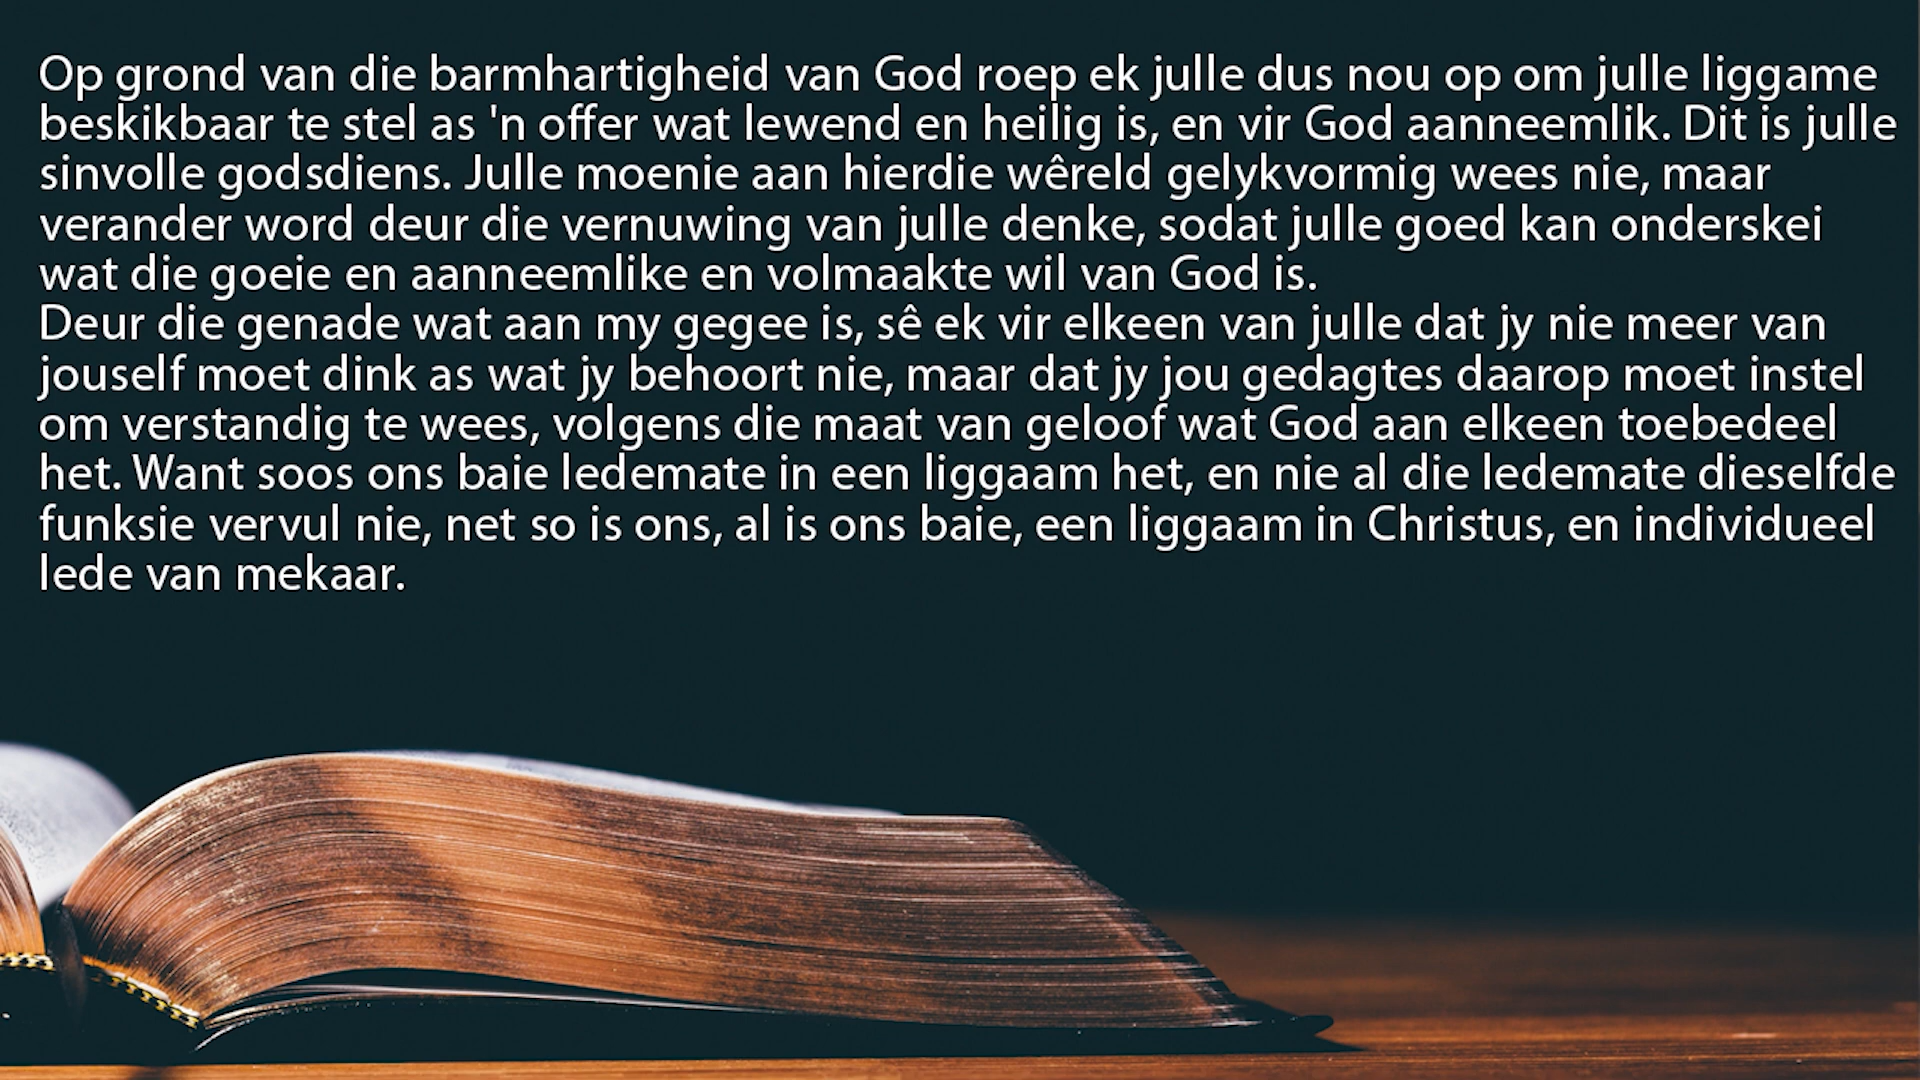 Op grond van die barmhartigheid van God roep ek julle dus nou op om julle liggame
beskikbaar te stel as 'n offer wat lewend en heilig is, en vir God aanneemlik. Dit is julle
sinvolle godsdiens. Julle moenie aan hierdie wêreld gelykvormig wees nie, maar
verander word deur die vernuwing van julle denke, sodat julle goed kan onderskei
wat die goeie en aanneemlike en volmaakte wil van God is.
Deur die genade wat aan my gegee is, sê ek vir elkeen van julle dat jy nie meer van
jouself moet dink as wat jy behoort nie, maar dat jy jou gedagtes daarop moet instel
om verstandig te wees, volgens die maat van geloof wat God aan elkeen toebedeel
het. Want soos ons baie ledemate in een liggaam het, en nie al die ledemate dieselfde
funksie vervul nie, net so is ons, al is ons baie, een liggaam in Christus, en individueel
lede van mekaar.